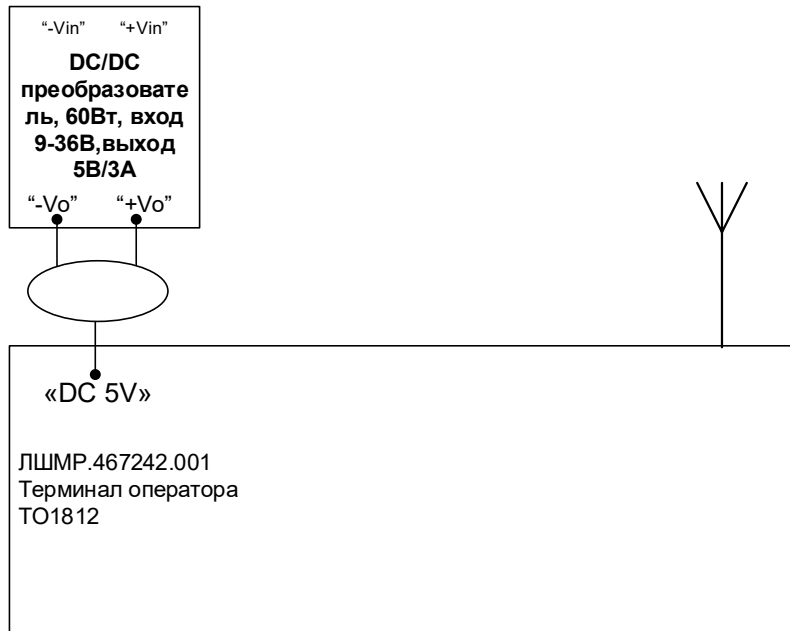 “-Vin” “+Vin”
DC/DC
преобразовате
ль, 60Вт, вход
9-36В,выход
5В/3А
“-Vo” “+Vo”
«DC 5V»
ЛШМР.467242.001
Терминал оператора
ТО1812